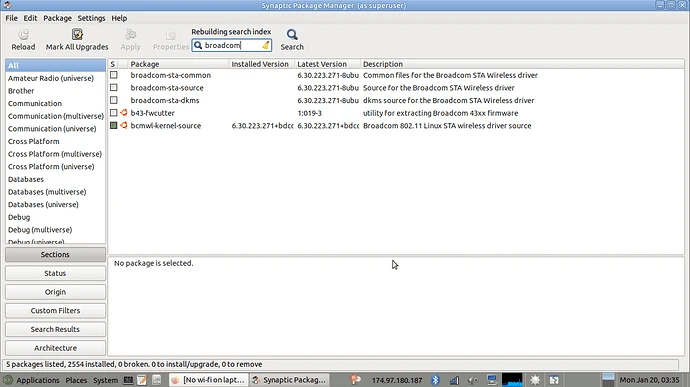 Synaptic Package Manager (as superuser)
File Edit Package Settings Help
Rebuilding search index
Reload Mark All Upgrades Apply Properties broadcom Search
All
Amateur Radio (universe)
Brother
Communication
Communication (multiverse)
Communication (universe)
Cross Platform
Cross Platform (multiverse)
Cross Platform (universe)
Databases
Databases (multiverse)
Databases (universe)
Debug
Debug (multiverse)
Debug (universe)
Sections
Status
Origin
Custom Filters
Search Results
Architecture
S Package Installed Version Latest Version Description
broadcom-sta-common 6.30.223.271-8ubu Common files for the Broadcom STA Wireless driver
broadcom-sta-source 6.30.223.271-8ubu Source for the Broadcom STA Wireless driver
broadcom-sta-dkms 6.30.223.271-8ubu dkms source for the Broadcom STA Wireless driver
b43-fwcutter 1:019-3 utility for extracting Broadcom 43xx firmware
bcmwl-kernel-source 6.30.223.271+bdcc 6.30.223.271+bdcc Broadcom 802.11 Linux STA wireless driver source
No package is selected.
5 packages listed, 2554 installed, 0 broken. 0 to install/upgrade, 0 to remove
Applications Places System [No wi-fi on lapt... Synaptic Packag... 174.97.180.187 Mon Jan 20, 03:35